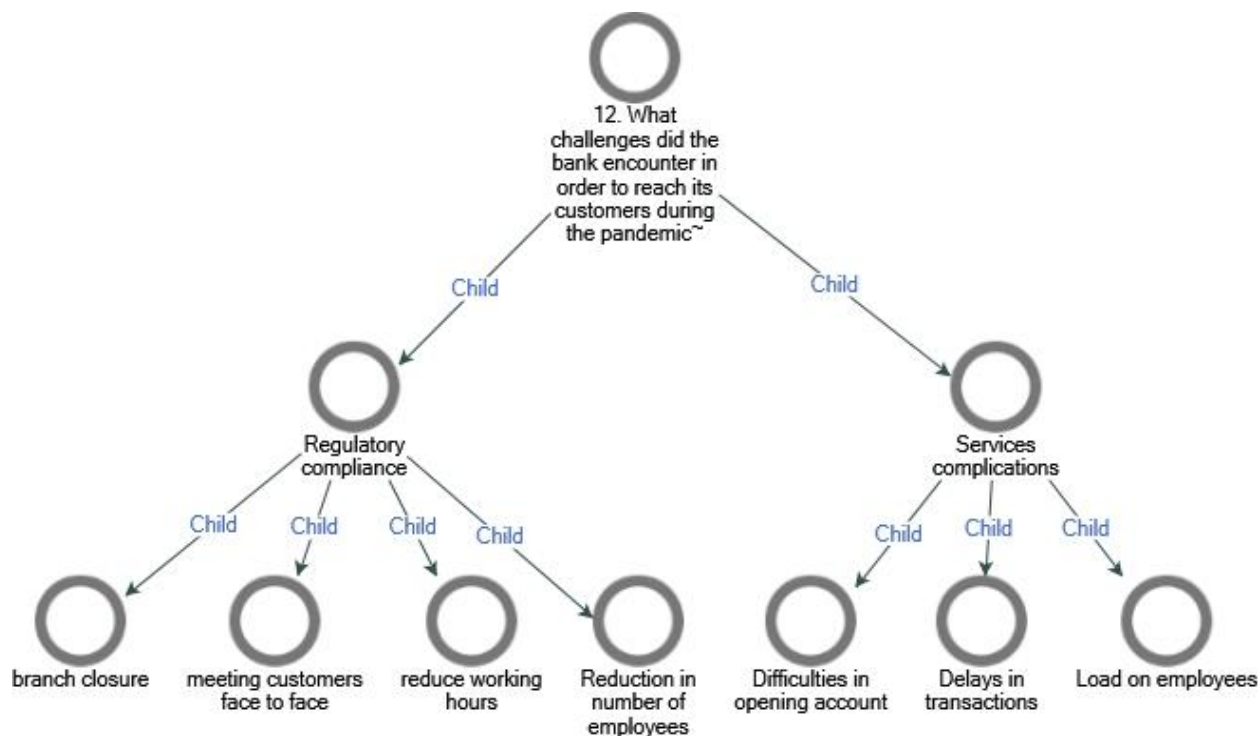 12. What
challenges did the
bank encounter in
order to reach its
customers during
the pandemic~
Child
Child
Regulatory
compliance
Services
complications
Child
Child
Child
Child
Child
Child
Child
branch closure
meeting customers
face to face
reduce working
hours
Reduction in
number of
employees
Difficulties in
opening account
Delays in
transactions
Load on employees